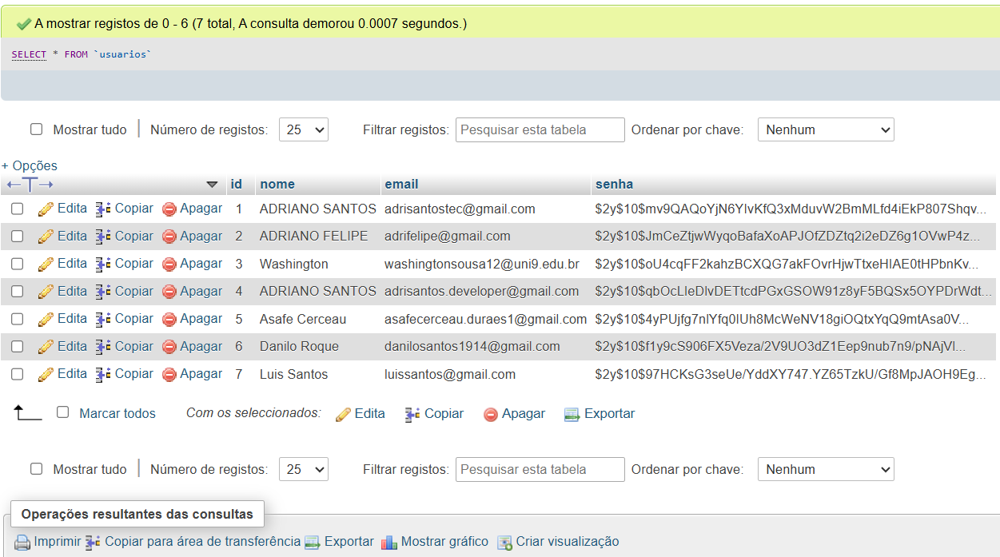 A mostrar registos de 0 - 6 (7 total, A consulta demorou 0.0007 segundos.)
SELECT * FROM `usuarios`
Mostrar tudo Número de registos: 25 Filtrar registos: Pesquisar esta tabela Ordenar por chave: Nenhum
+ Opções
id nome email senha
Edita Copiar Apagar 1 ADRIANO SANTOS adrisantostec@gmail.com $2y$10$mv9QAQoYjN6YIvKfQ3xMduvW2BmMLfd4iEkP807Shqv...
Edita Copiar Apagar 2 ADRIANO FELIPE adrifelipe@gmail.com $2y$10$JmCeZtjwWyqoBafaXoAPJOfZDZtq2i2eDZ6g1OVwP4z...
Edita Copiar Apagar 3 Washington washingtonsousa12@uni9.edu.br $2y$10$oU4cqFF2kahzBCXQG7akFOvrHjwTtxeHIAE0tHPbnKv...
Edita Copiar Apagar 4 ADRIANO SANTOS adrisantos.developer@gmail.com $2y$10$qbOcLIeDlvDETtcdPGxGSOW91z8yF5BQSx5OYPDrWdt...
Edita Copiar Apagar 5 Asafe Cerceau asafecerceau.duraes1@gmail.com $2y$10$4yPUjfg7nlYfq0IUh8McWeNV18giOQtxYqQ9mtAsa0V...
Edita Copiar Apagar 6 Danilo Roque danilosantos1914@gmail.com $2y$10$f1y9cS906FX5Veza/2V9UO3dZ1Eep9nub7n9/pNAjVl...
Edita Copiar Apagar 7 Luis Santos luissantos@gmail.com $2y$10$97HCKsG3seUe/YddXY747.YZ65TzkU/Gf8MpJAOH9Eg...
Marcar todos Com os seleccionados: Edita Copiar Apagar Exportar
Mostrar tudo Número de registos: 25 Filtrar registos: Pesquisar esta tabela Ordenar por chave: Nenhum
Operações resultantes das consultas
Imprimir Copiar para área de transferência Exportar Mostrar gráfico Criar visualização